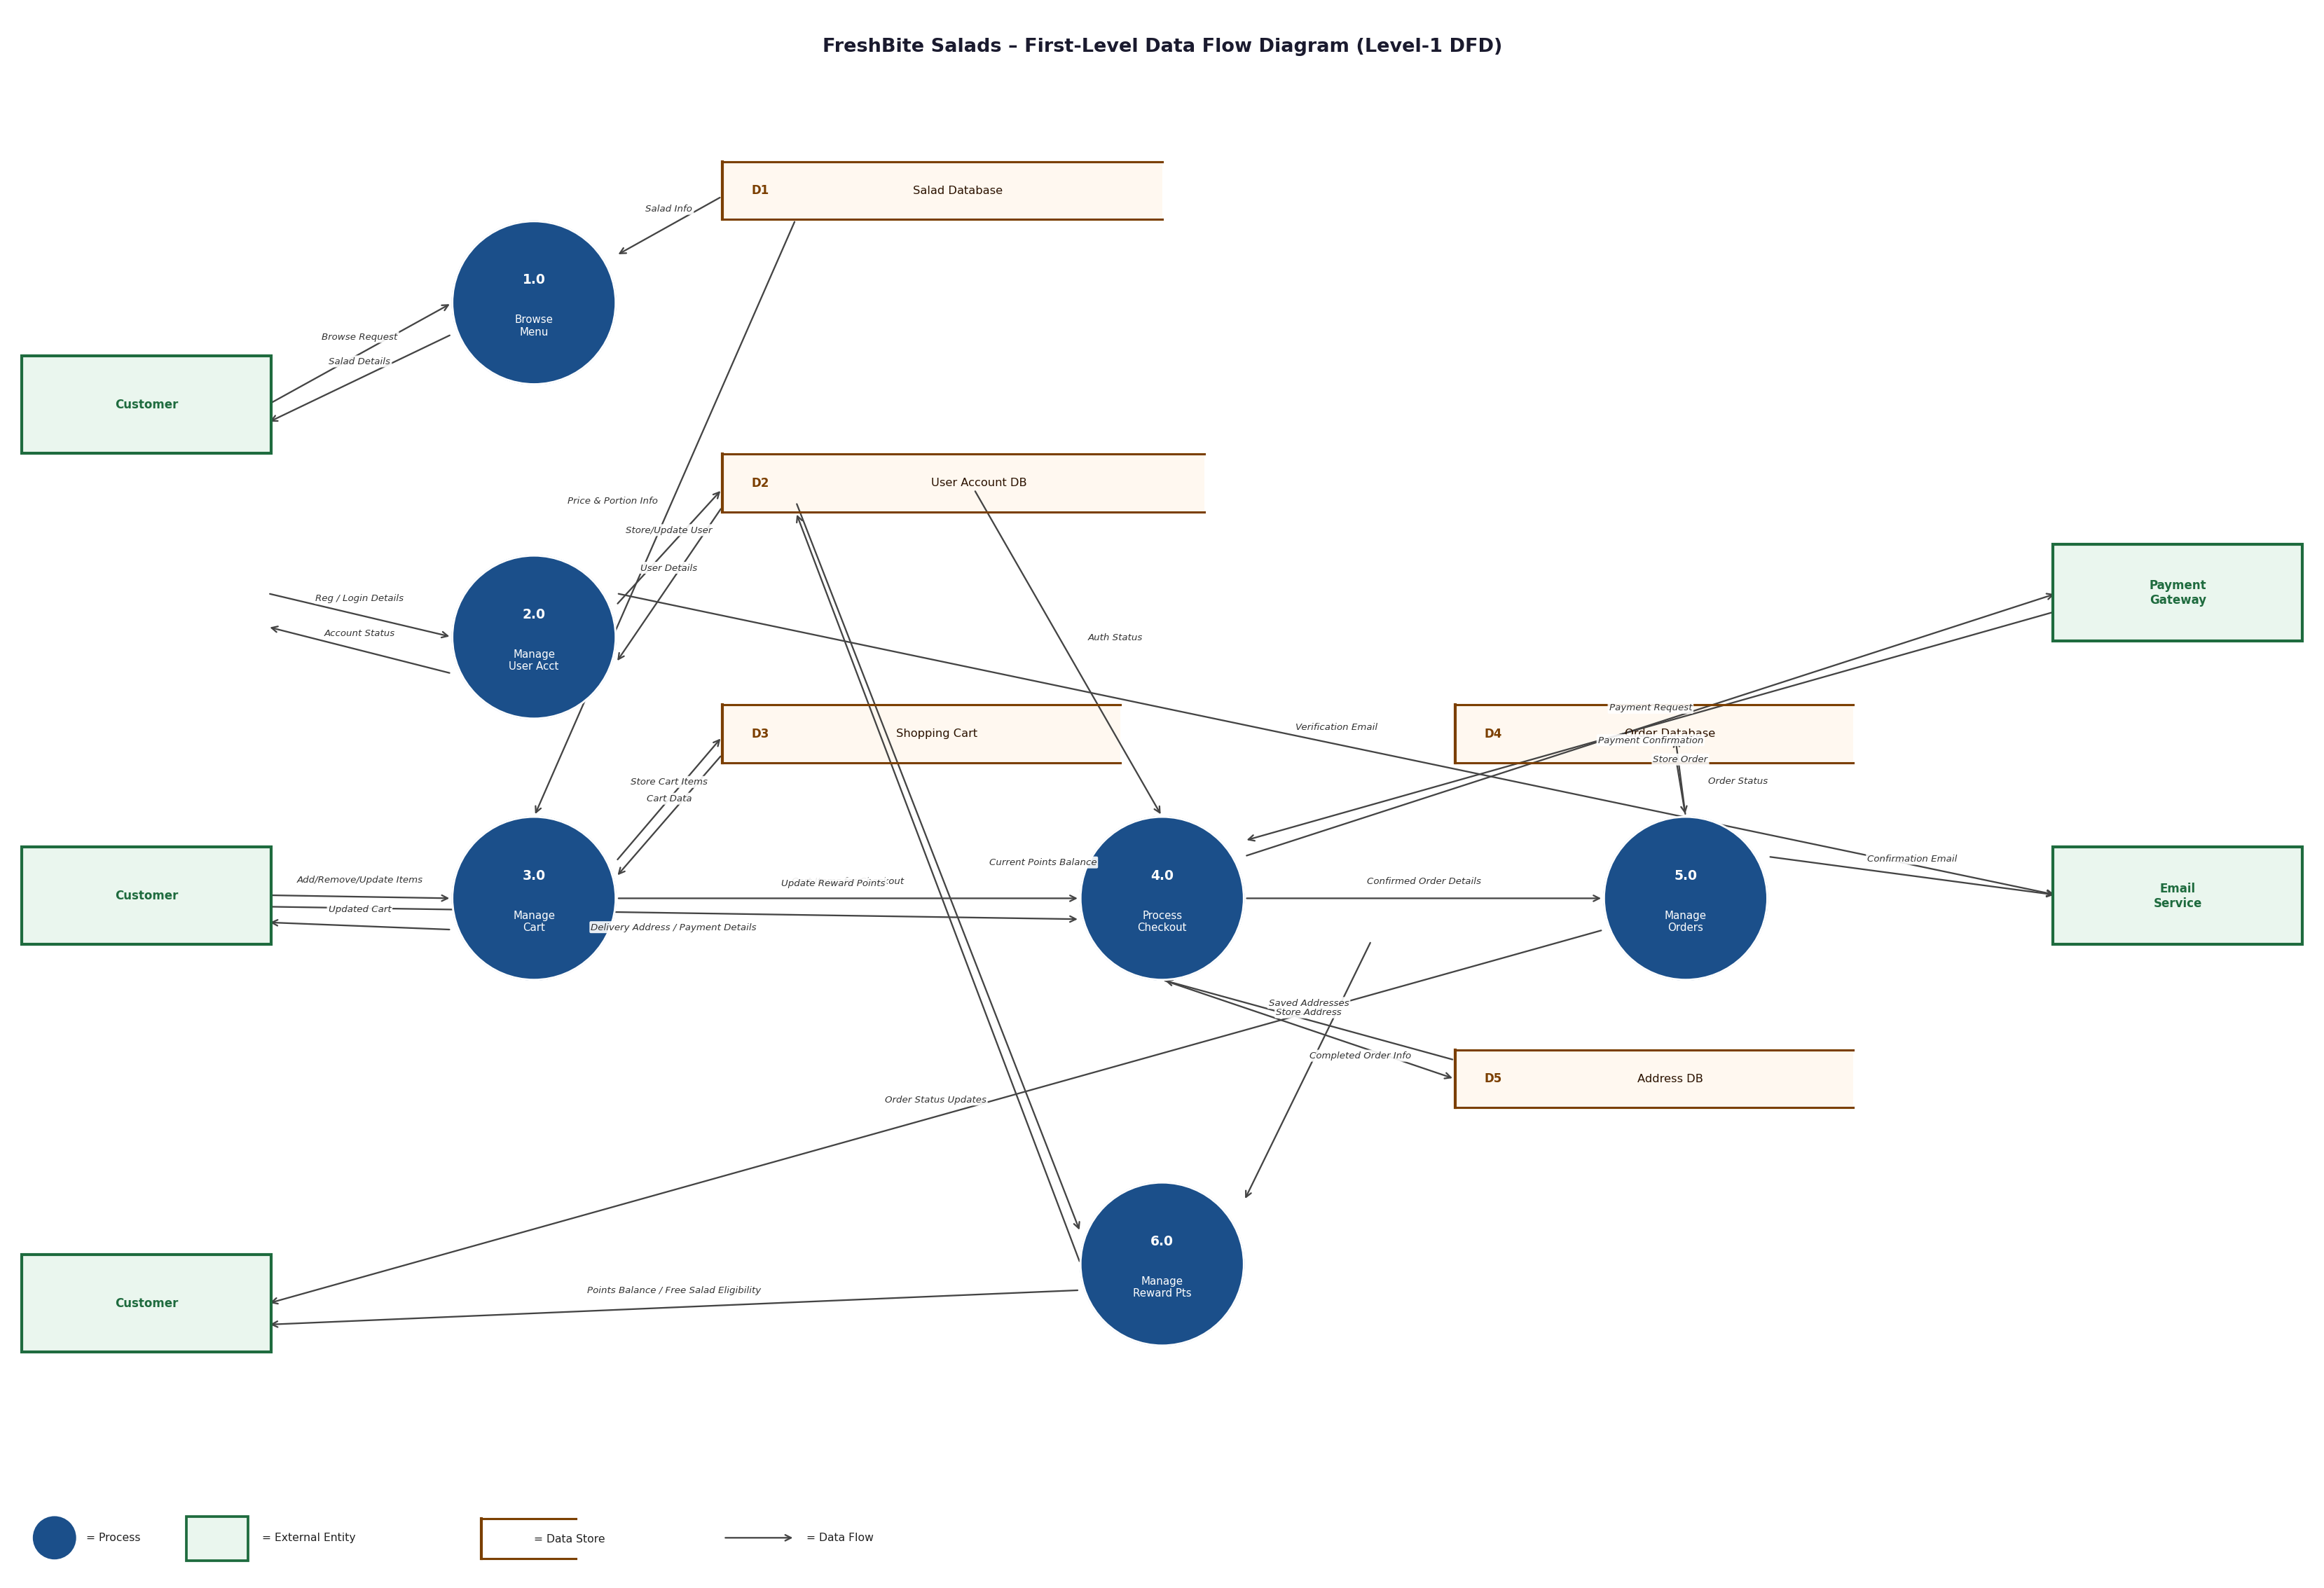 FreshBite Salads – First-Level Data Flow Diagram (Level-1 DFD)
D1
Salad Database
Salad Info
1.0
Browse
Menu
Browse Request
Salad Details
Customer
D2
User Account DB
Price & Portion Info
Store/Update User
User Details
Reg / Login Details
Account Status
2.0
Manage
User Acct
Auth Status
Payment
Gateway
Verification Email
D3
Shopping Cart
D4
Order Database
Payment Request
Payment Confirmation
Store Order
Order Status
Store Cart Items
Cart Data
Customer
Add/Remove/Update Items
Updated Cart
3.0
Manage
Cart
Update Reward Points
Current Points Balance
Delivery Address / Payment Details
4.0
Process
Checkout
Confirmed Order Details
5.0
Manage
Orders
Confirmation Email
Email
Service
Saved Addresses
Store Address
Completed Order Info
D5
Address DB
Order Status Updates
6.0
Manage
Reward Pts
Customer
Points Balance / Free Salad Eligibility
= Process
= External Entity
= Data Store
= Data Flow